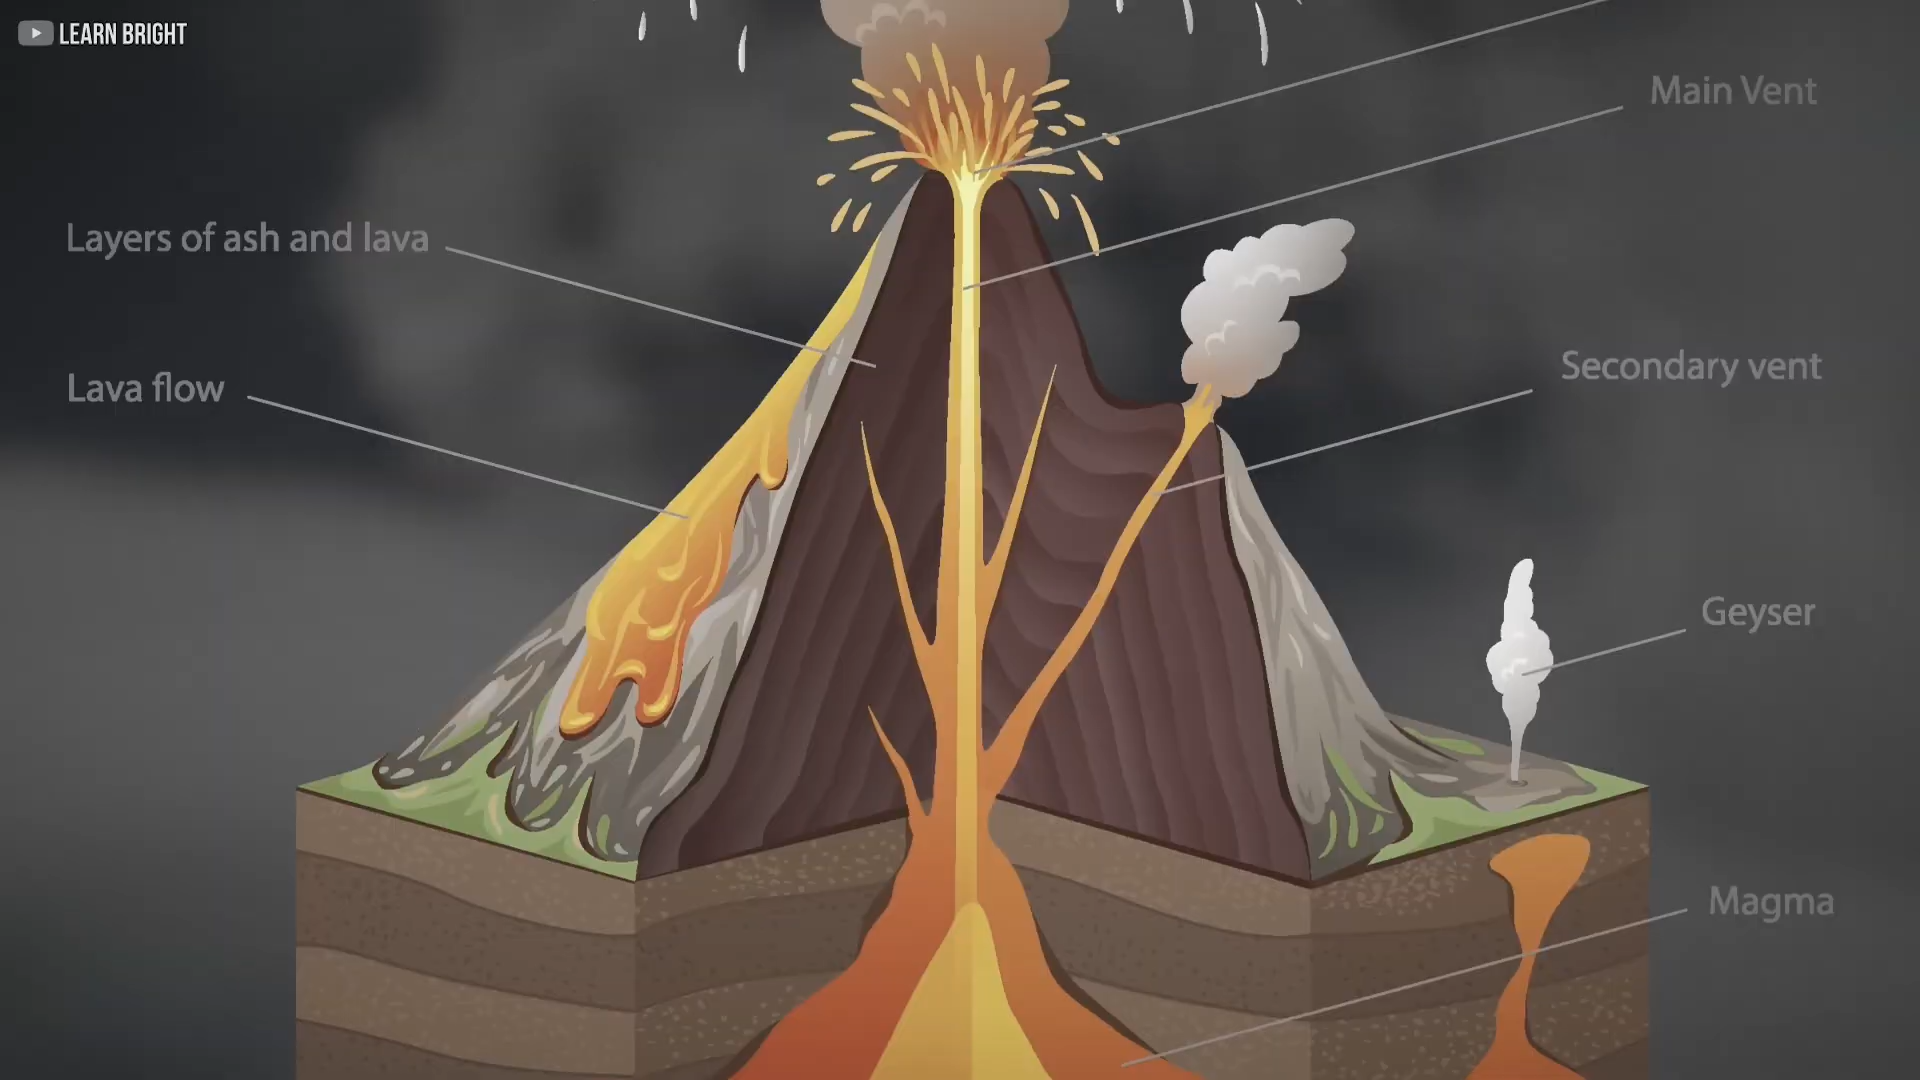 LEARN BRIGHT
Main Vent
Layers of ash and lava
Secondary vent
Lava flow
Geyser
Magma